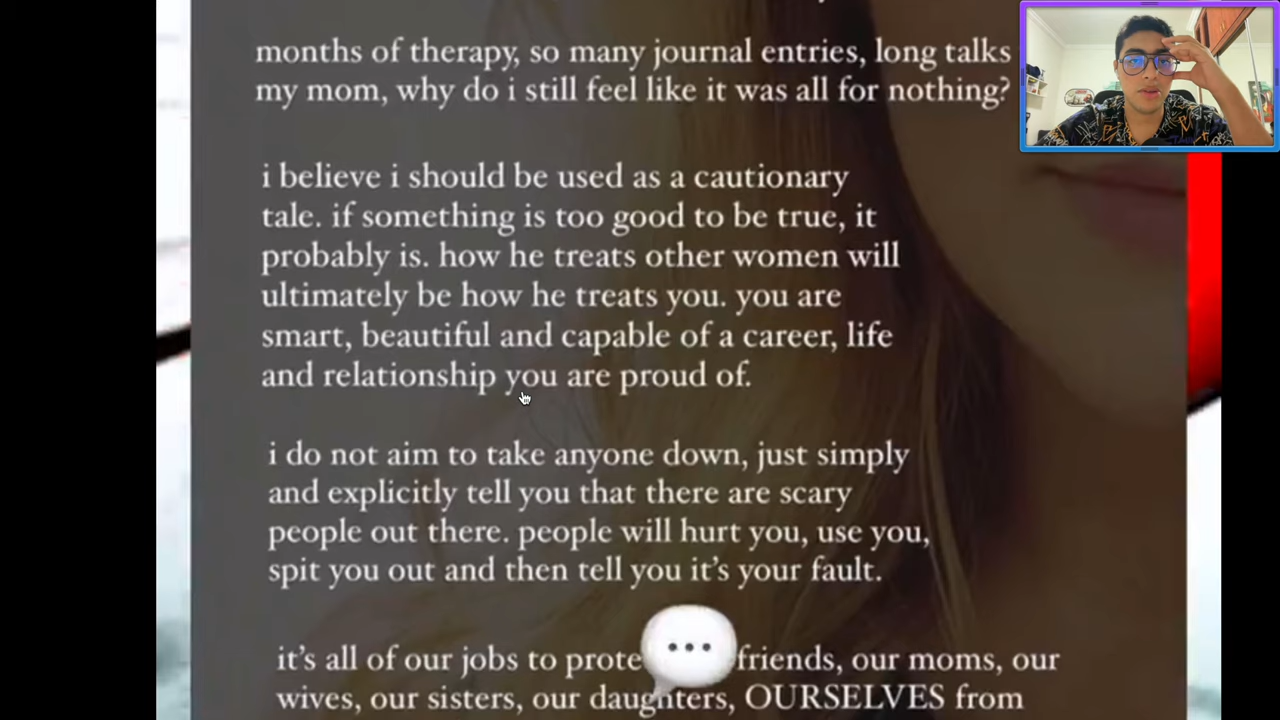 months of therapy, so many journal entries, long talks
my mom, why do i still feel like it was all for nothing?
i believe i should be used as a cautionary
tale. if something is too good to be true, it
probably is. how he treats other women will
ultimately be how he treats you. you are
smart, beautiful and capable of a career, life
and relationship you are proud of.
i do not aim to take anyone down, just simply
and explicitly tell you that there are scary
people out there. people will hurt you, use you,
spit you out and then tell you it's your fault.
it's all of our jobs to prote friends, our moms, our
wives, our sisters, our daughters, OURSELVES from